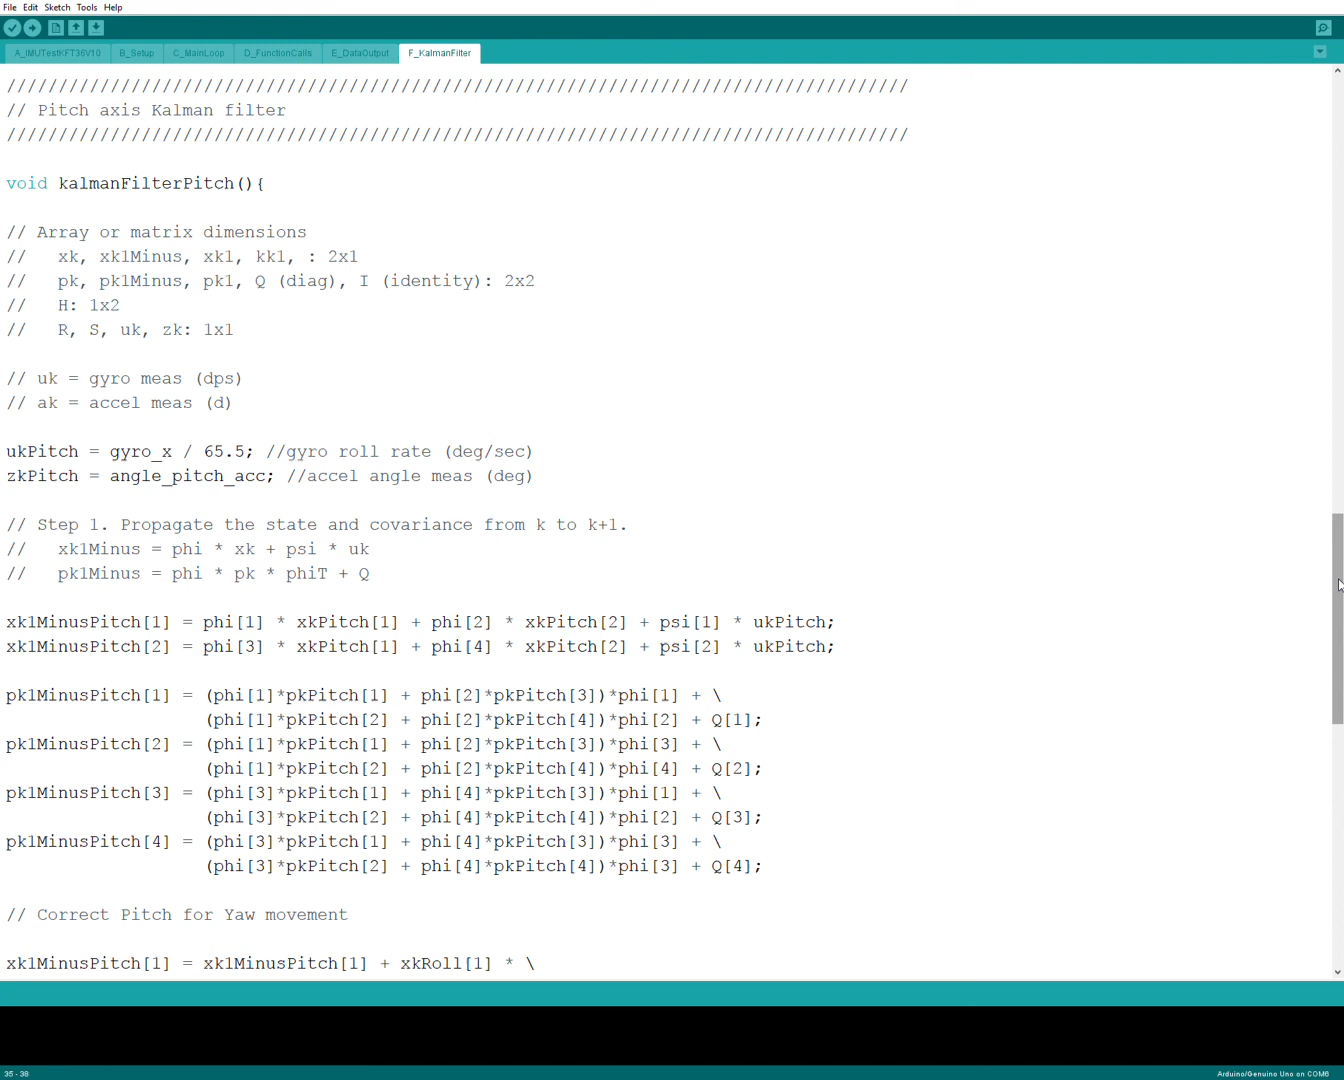 File Edit Sketch Tools Help
A_IMUTestKFT36V10 B_Setup C_MainLoop D_FunctionCalls E_DataOutput F_KalmanFilter
///////////////////////////////////////////////////////////////////////////////////////
// Pitch axis Kalman filter
///////////////////////////////////////////////////////////////////////////////////////
void kalmanFilterPitch(){
// Array or matrix dimensions
//   xk, xk1Minus, xk1, kk1, : 2x1
//   pk, pk1Minus, pk1, Q (diag), I (identity): 2x2
//   H: 1x2
//   R, S, uk, zk: 1x1
// uk = gyro meas (dps)
// ak = accel meas (d)
ukPitch = gyro_x / 65.5; //gyro roll rate (deg/sec)
zkPitch = angle_pitch_acc; //accel angle meas (deg)
// Step 1. Propagate the state and covariance from k to k+1.
//   xk1Minus = phi * xk + psi * uk
//   pk1Minus = phi * pk * phiT + Q
xk1MinusPitch[1] = phi[1] * xkPitch[1] + phi[2] * xkPitch[2] + psi[1] * ukPitch;
xk1MinusPitch[2] = phi[3] * xkPitch[1] + phi[4] * xkPitch[2] + psi[2] * ukPitch;
pk1MinusPitch[1] = (phi[1]*pkPitch[1] + phi[2]*pkPitch[3])*phi[1] + \
(phi[1]*pkPitch[2] + phi[2]*pkPitch[4])*phi[2] + Q[1];
pk1MinusPitch[2] = (phi[1]*pkPitch[1] + phi[2]*pkPitch[3])*phi[3] + \
(phi[1]*pkPitch[2] + phi[2]*pkPitch[4])*phi[4] + Q[2];
pk1MinusPitch[3] = (phi[3]*pkPitch[1] + phi[4]*pkPitch[3])*phi[1] + \
(phi[3]*pkPitch[2] + phi[4]*pkPitch[4])*phi[2] + Q[3];
pk1MinusPitch[4] = (phi[3]*pkPitch[1] + phi[4]*pkPitch[3])*phi[3] + \
(phi[3]*pkPitch[2] + phi[4]*pkPitch[4])*phi[3] + Q[4];
// Correct Pitch for Yaw movement
xk1MinusPitch[1] = xk1MinusPitch[1] + xkRoll[1] * \
35 - 38 Arduino/Genuino Uno on COM6